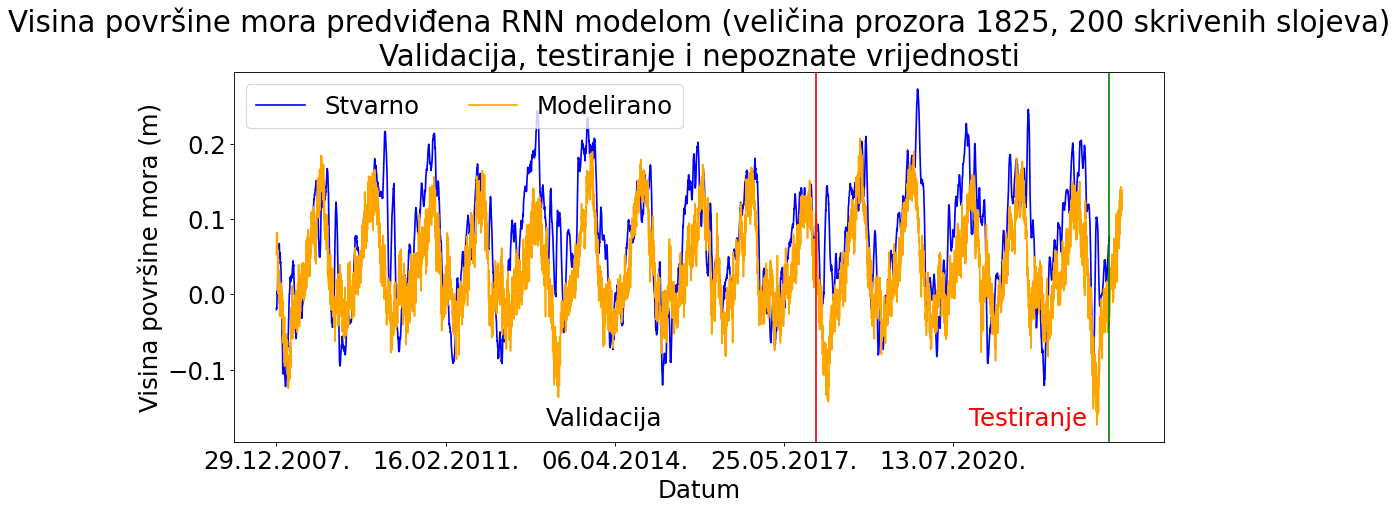 Visina površine mora predviđena RNN modelom (veličina prozora 1825, 200 skrivenih slojeva)
Validacija, testiranje i nepoznate vrijednosti
Stvarno Modelirano
Visina površine mora (m)
0.2
0.1
0.0
−0.1
Validacija Testiranje
29.12.2007. 16.02.2011. 06.04.2014. 25.05.2017. 13.07.2020.
Datum